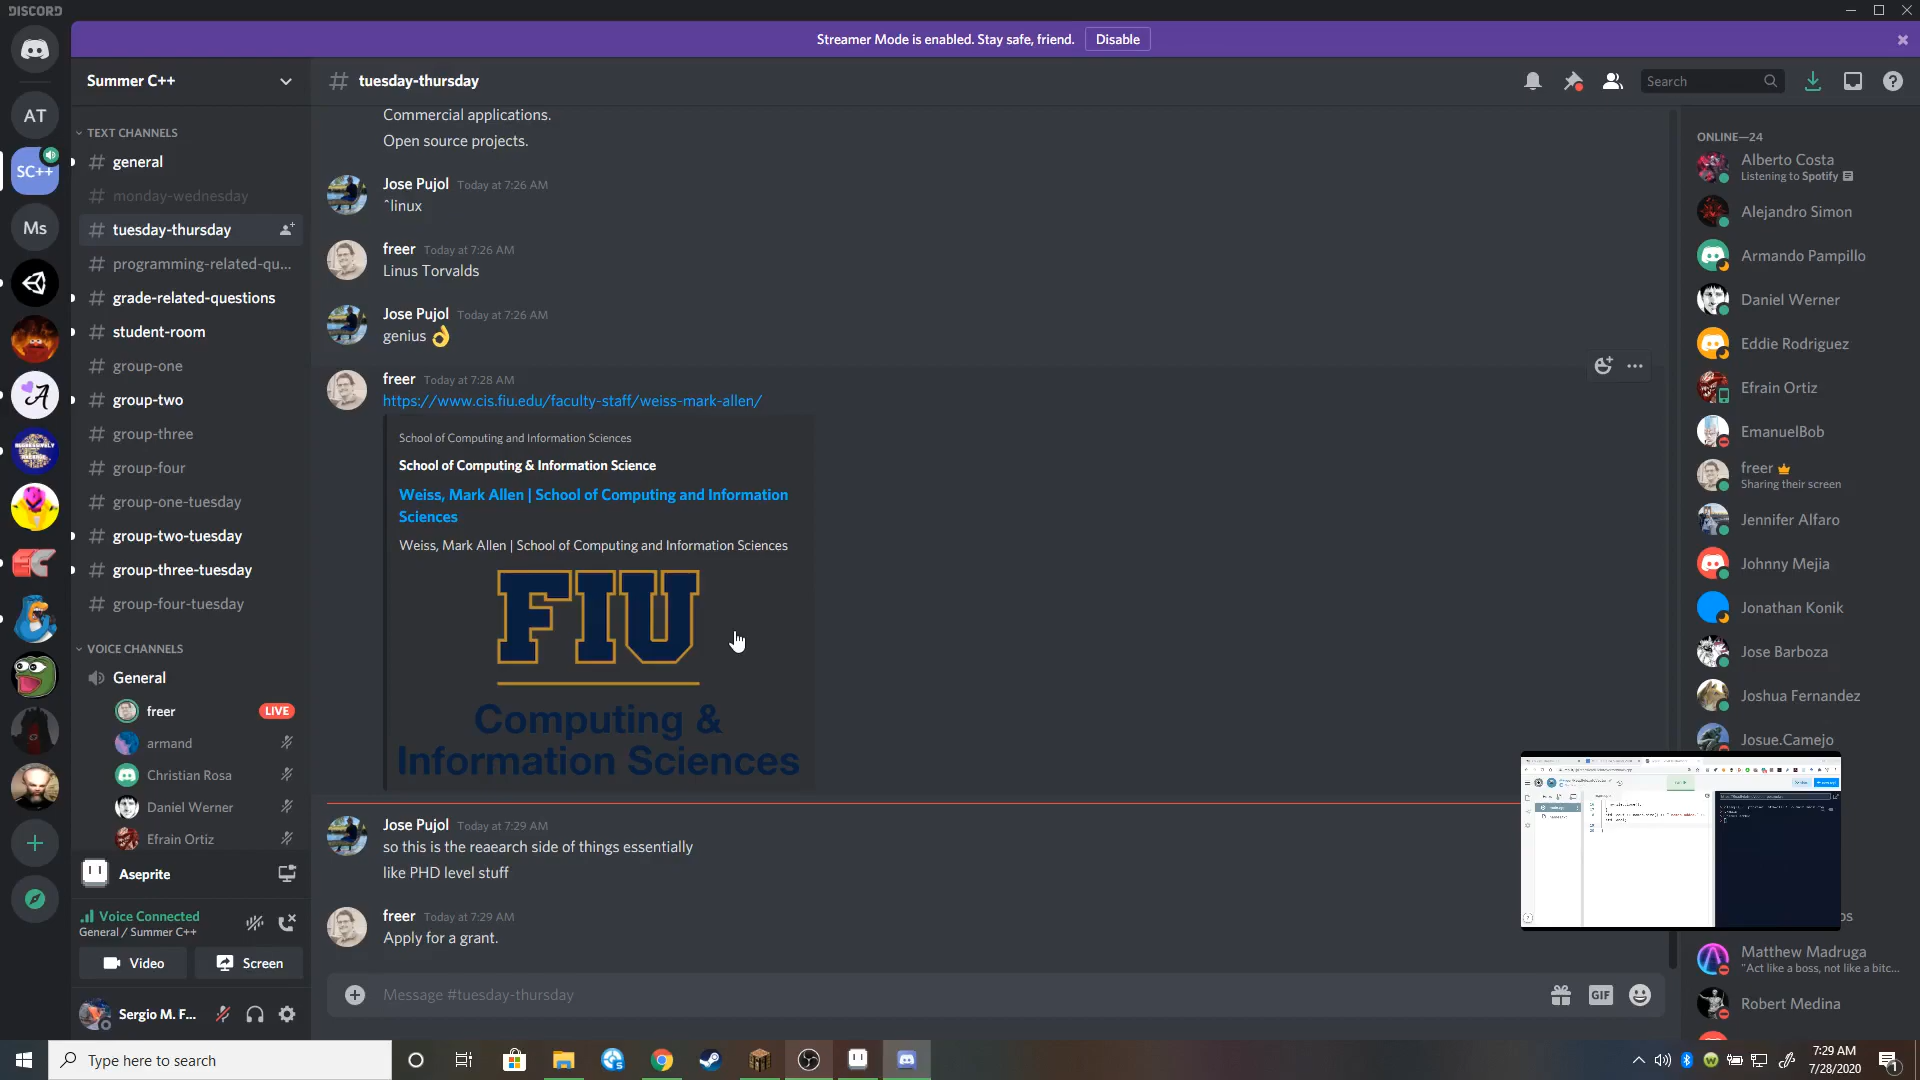 DISCORD
Streamer Mode is enabled. Stay safe, friend.
Disable
AT
SC++
Ms
Summer C++
TEXT CHANNELS
general
monday-wednesday
tuesday-thursday
programming-related-qu...
grade-related-questions
student-room
group-one
group-two
group-three
group-four
group-one-tuesday
group-two-tuesday
group-three-tuesday
group-four-tuesday
VOICE CHANNELS
General
freer
LIVE
armand
Christian Rosa
Daniel Werner
Efrain Ortiz
Aseprite
Voice Connected
General / Summer C++
Video
Screen
Sergio M. F...
# tuesday-thursday
Search
Commercial applications.
Open source projects.
Jose Pujol Today at 7:26 AM
^linux
freer Today at 7:26 AM
Linus Torvalds
Jose Pujol Today at 7:26 AM
genius 👌
freer Today at 7:28 AM
https://www.cis.fiu.edu/faculty-staff/weiss-mark-allen/
School of Computing and Information Sciences
School of Computing & Information Science
Weiss, Mark Allen | School of Computing and Information
Sciences
Weiss, Mark Allen | School of Computing and Information Sciences
FIU
Computing &
Information Sciences
Jose Pujol Today at 7:29 AM
so this is the reaearch side of things essentially
like PHD level stuff
freer Today at 7:29 AM
Apply for a grant.
Message #tuesday-thursday
GIF
ONLINE—24
Alberto Costa
Listening to Spotify
Alejandro Simon
Armando Pampillo
Daniel Werner
Eddie Rodriguez
Efrain Ortiz
EmanuelBob
freer
Sharing their screen
Jennifer Alfaro
Johnny Mejia
Jonathan Konik
Jose Barboza
Joshua Fernandez
Josue.Camejo
Matthew Madruga
"Act like a boss, not like a bitc...
Robert Medina
Type here to search
7:29 AM
7/28/2020